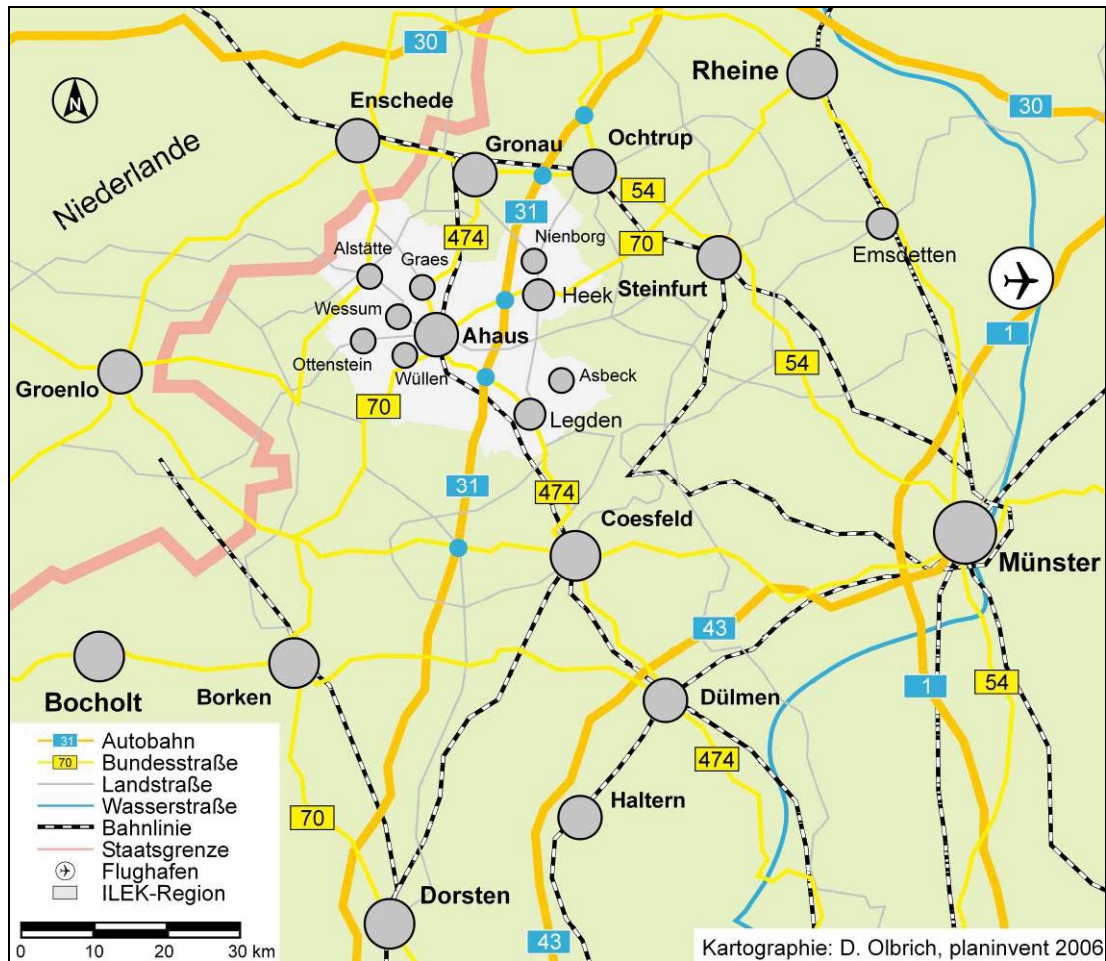 30
Rheine
Enschede
30
N
Gronau
Ochtrup
Niederlande
54
31
474
Nienborg
70
Alstätte
Graes
Emsdetten
Steinfurt
Heek
Wessum
Ahaus
1
Ottenstein
Wüllen
Asbeck
54
Groenlo
70
Legden
31
474
Coesfeld
Münster
43
Bocholt
Borken
Dülmen
1
54
31 Autobahn
70 Bundesstraße
Landstraße
Wasserstraße
Bahnlinie
Staatsgrenze
Flughafen
ILEK-Region
474
Haltern
70
Dorsten
0 10 20 30 km
43
Kartographie: D. Olbrich, planinvent 2006